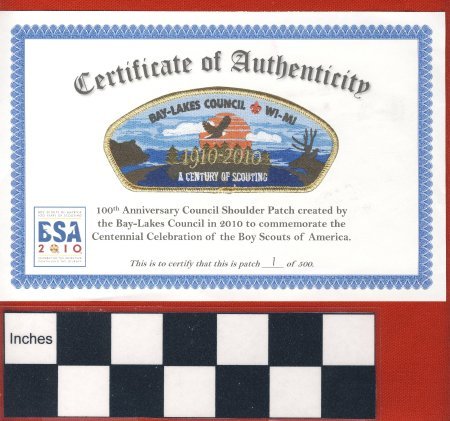 Certificate of Authenticity
BAY-LAKES COUNCIL WI-MI
1910-2010
A CENTURY OF SCOUTING
100th Anniversary Council Shoulder Patch created by
the Bay-Lakes Council in 2010 to commemorate the
Centennial Celebration of the Boy Scouts of America.
BSA
2010
This is to certify that this is patch 1 of 500.
Inches